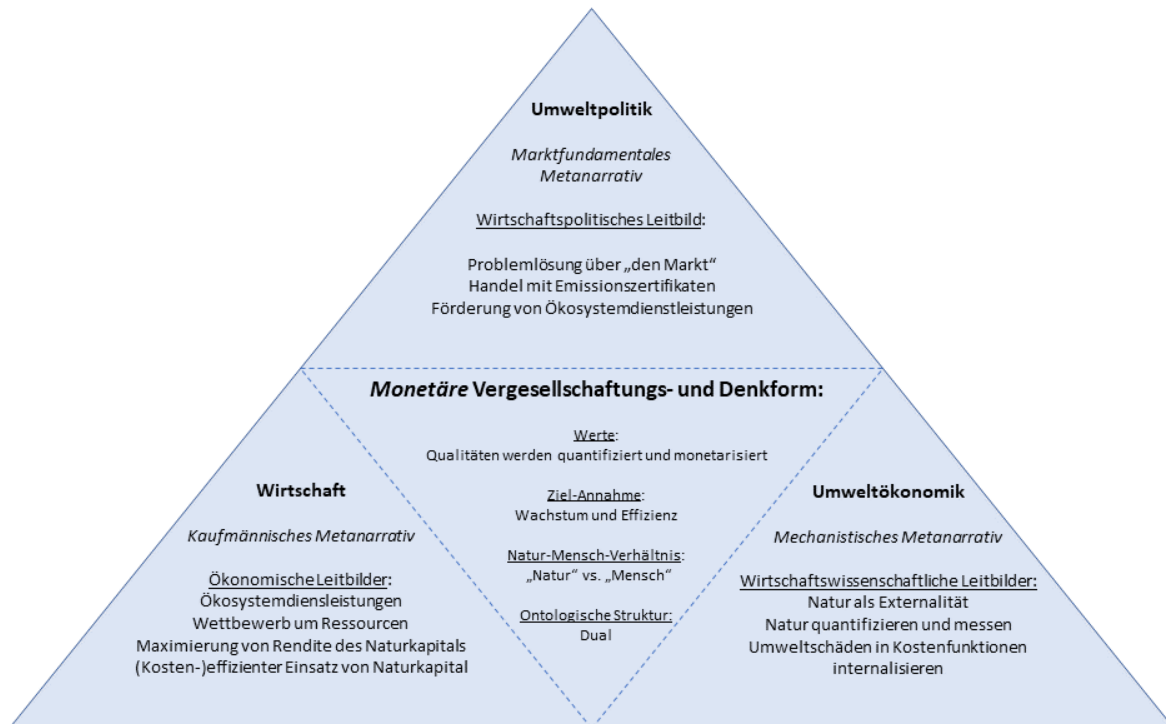 Umweltpolitik
Marktfundamentales
Metanarrativ
Wirtschaftspolitisches Leitbild:
Problemlösung über „den Markt“
Handel mit Emissionszertifikaten
Förderung von Ökosystemdienstleistungen
Monetäre Vergesellschaftungs- und Denkform:
Werte:
Qualitäten werden quantifiziert und monetarisiert
Ziel-Annahme:
Wachstum und Effizienz
Natur-Mensch-Verhältnis:
„Natur“ vs. „Mensch“
Ontologische Struktur:
Dual
Wirtschaft
Kaufmännisches Metanarrativ
Ökonomische Leitbilder:
Ökosystemdiensleistungen
Wettbewerb um Ressourcen
Maximierung von Rendite des Naturkapitals
(Kosten-)effizienter Einsatz von Naturkapital
Umweltökonomik
Mechanistisches Metanarrativ
Wirtschaftswissenschaftliche Leitbilder:
Natur als Externalität
Natur quantifizieren und messen
Umweltschäden in Kostenfunktionen
internalisieren